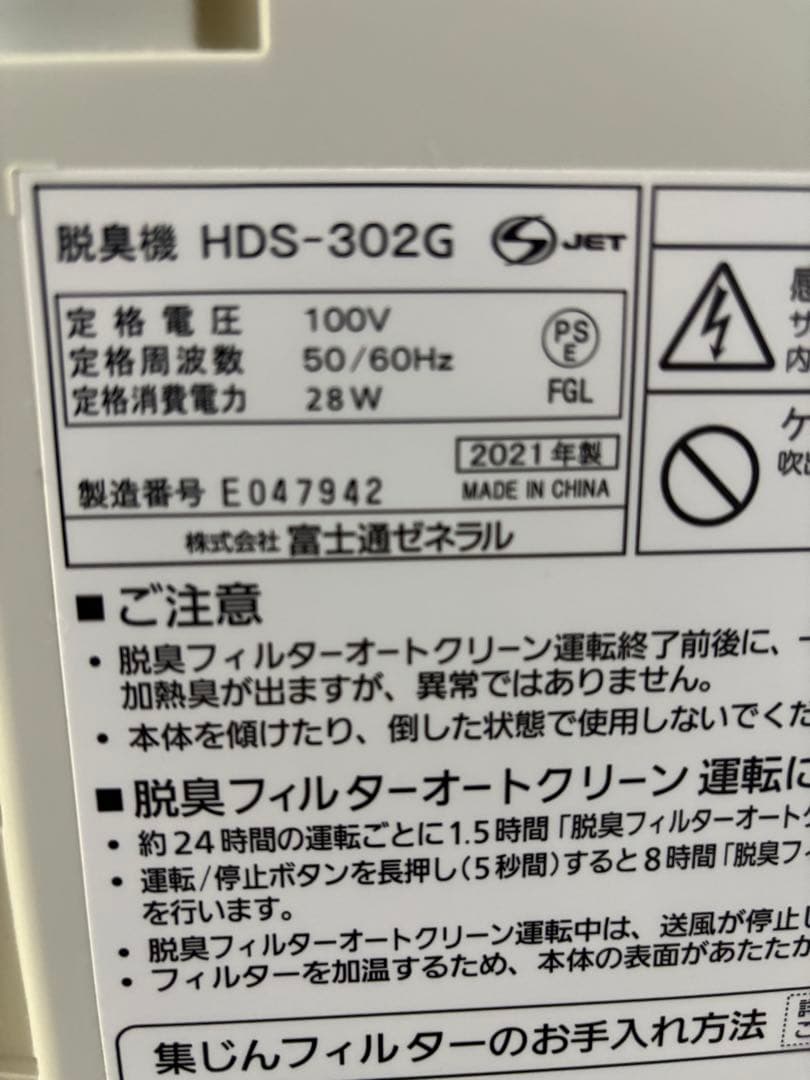 脱臭機 HDS-302G S JET
定格電圧 100V
定格周波数 50/60Hz
定格消費電力 28W
PS
E
FGL
2021年製
製造番号 E047942 MADE IN CHINA
株式会社 富士通ゼネラル
サ
内
ケ
吹出
■ ご注意
・脱臭フィルターオートクリーン運転終了前後に、
加熱臭が出ますが、異常ではありません。
・本体を傾けたり、倒した状態で使用しないでくだ
■ 脱臭フィルターオートクリーン 運転に
・約24時間の運転ごとに1.5時間「脱臭フィルターオートク
・運転/停止ボタンを長押し(5秒間)すると8時間「脱臭フィ
を行います。
・脱臭フィルターオートクリーン運転中は、送風が停止し
・フィルターを加温するため、本体の表面があたたか
集じんフィルターのお手入れ方法